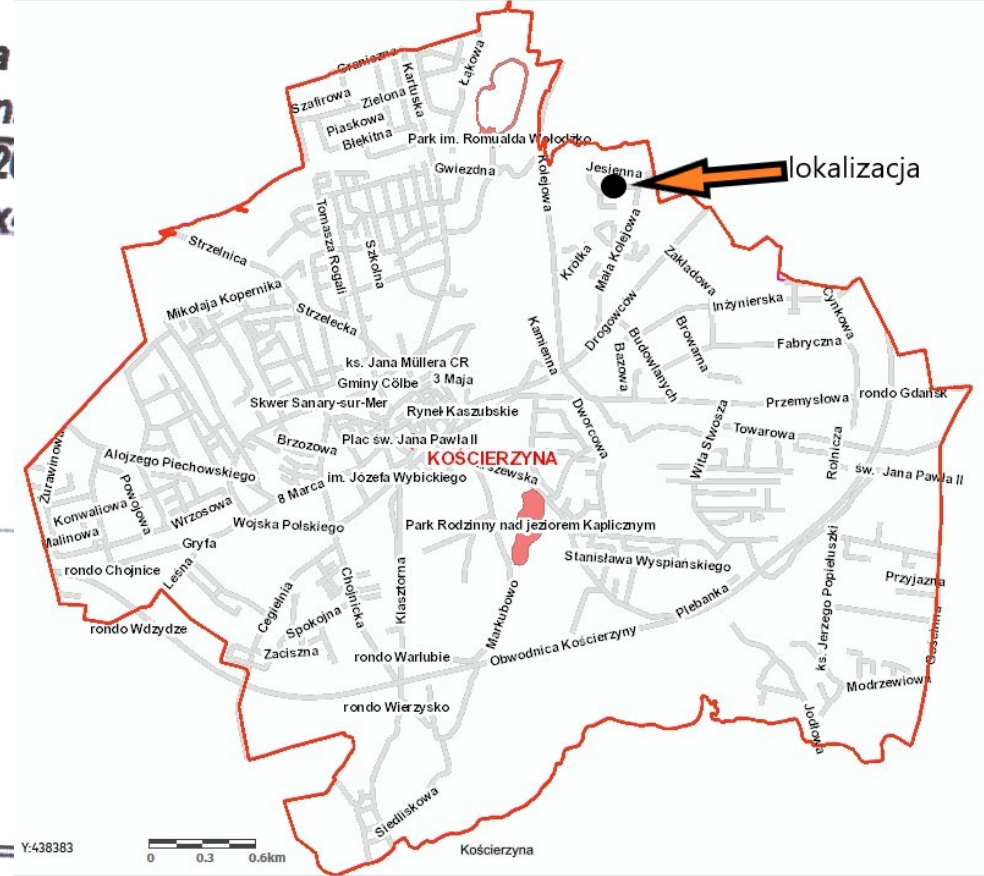 Graniczna
Łąkowa
Szafirowa
Zielona
Kartuska
Piaskowa
Błękitna
Park im. Romualda Wołodźko
Gwiezdna
Kolejowa
Jesienna
lokalizacja
Tomasza Rogali
Szkolna
Strzelnica
Krótka
Mała Kolejowa
Zakładowa
Mikołaja Kopernika
Strzelecka
Drogowców
Inżynierska
Cynkowa
Kamienna
Bazowa
Budowlanych
Browarna
Fabryczna
ks. Jana Müllera CR
Gminy Cölbe
3 Maja
Skwer Sanary-sur-Mer
Rynek Kaszubskie
Przemysłowa
rondo Gdańsk
Dworcowa
Wita Stwosza
Towarowa
Rolnicza
Brzozowa
Plac św. Jana Pawła II
KOŚCIERZYNA
Żurawinowa
Alojzego Piechowskiego
im. Józefa Wybickiego
św. Jana Pawła II
8 Marca
Powojowa
Konwaliowa
Wrzosowa
Malinowa
Wojska Polskiego
Park Rodzinny nad jeziorem Kaplicznym
Gryfa
Stanisława Wyspiańskiego
rondo Chojnice
Leśna
Chojnicka
Klasztorna
Markubowo
Plebanka
ks. Jerzego Popiełuszki
Przyjazna
Cegielnia
Spokojna
rondo Wdzydze
Zaciszna
rondo Warlubie
Obwodnica Kościerzyny
Gościnna
Modrzewiowa
rondo Wierzysko
Jodłowa
Siedliskowa
Y:438383
0 0.3 0.6km
Kościerzyna